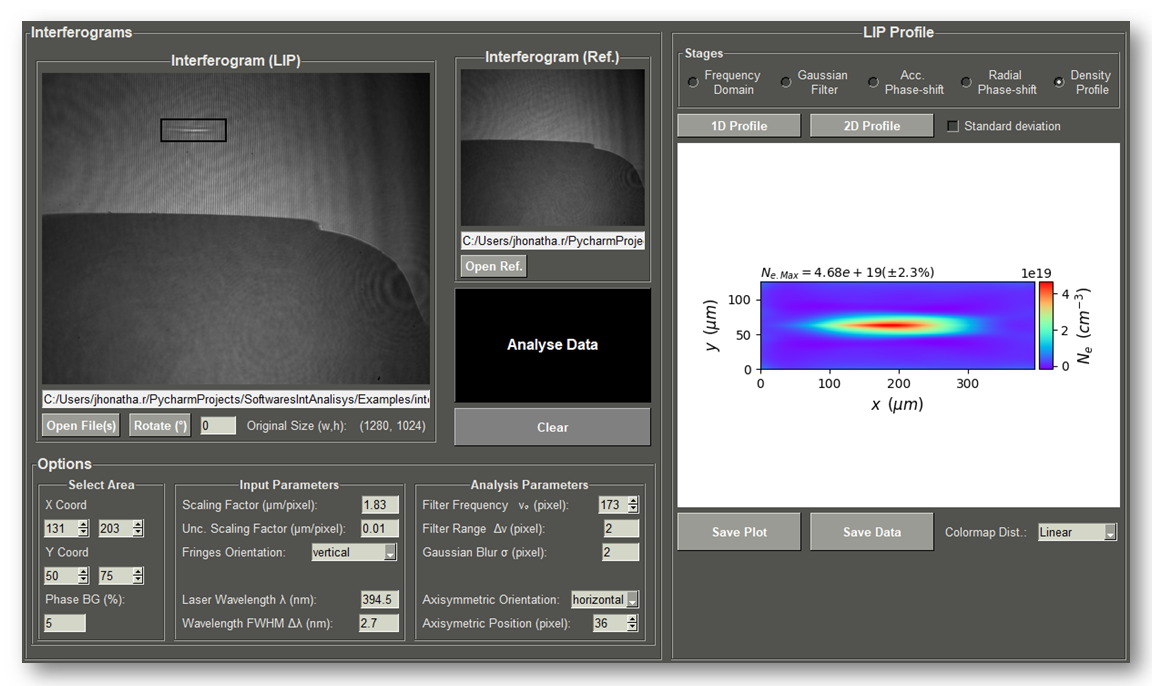 Interferograms
Interferogram (LIP)
C:/Users/jhonatha.r/PycharmProjects/SoftwaresIntAnalisys/Examples/inte
Open File(s)
Rotate (°)
0
Original Size (w,h): (1280, 1024)
Interferogram (Ref.)
C:/Users/jhonatha.r/PycharmProje
Open Ref.
Analyse Data
Clear
Options
Select Area
X Coord
131 203
Y Coord
50 75
Phase BG (%):
5
Input Parameters
Scaling Factor (μm/pixel): 1.83
Unc. Scaling Factor (μm/pixel): 0.01
Fringes Orientation: vertical
Laser Wavelength λ (nm): 394.5
Wavelength FWHM Δλ (nm): 2.7
Analysis Parameters
Filter Frequency ν₀ (pixel): 173
Filter Range Δν (pixel): 2
Gaussian Blur σ (pixel): 2
Axisymmetric Orientation: horizontal
Axisymetric Position (pixel): 36
LIP Profile
Stages
Frequency Domain
Gaussian Filter
Acc. Phase-shift
Radial Phase-shift
Density Profile
1D Profile
2D Profile
Standard deviation
N_{e,Max} = 4.68e + 19(±2.3%)
1e19
100
50
0
y (μm)
0 100 200 300
x (μm)
4
2
0
N_e (cm^{-3})
Save Plot
Save Data
Colormap Dist.: Linear